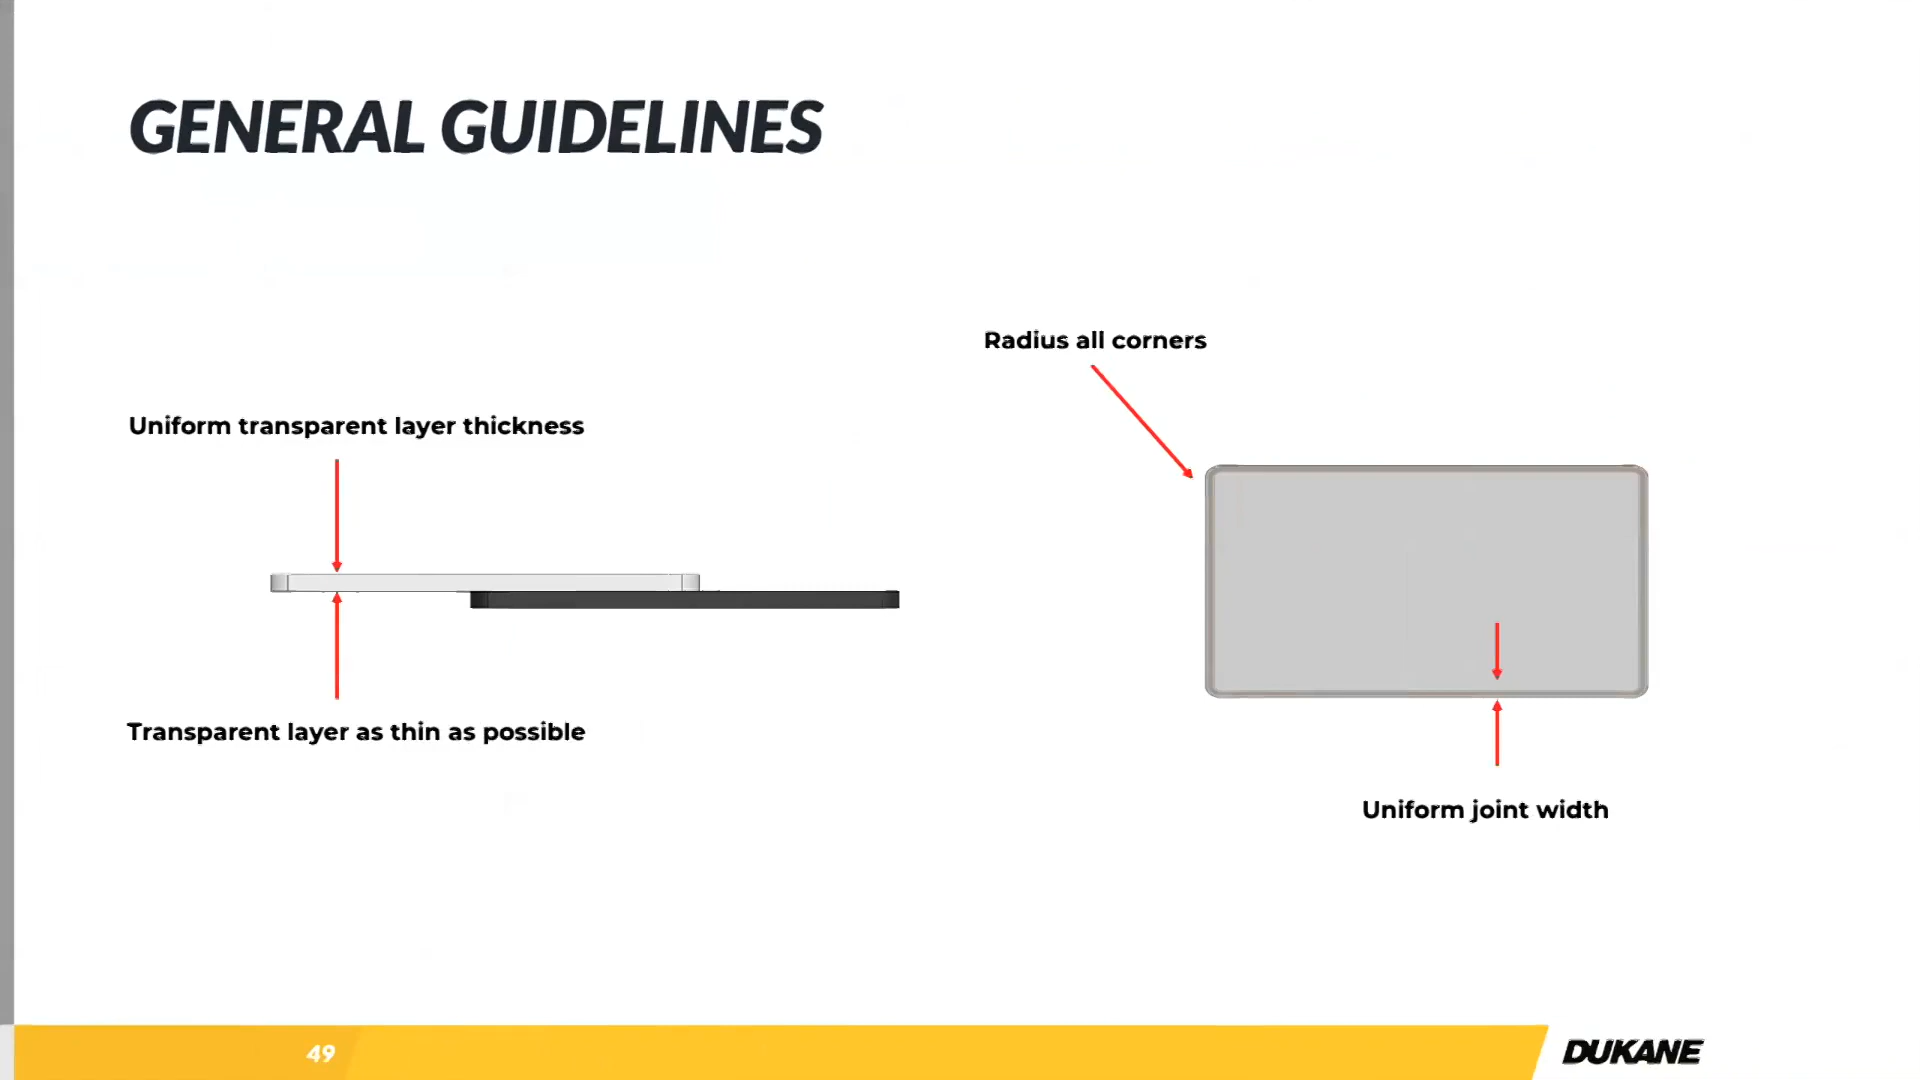 GENERAL GUIDELINES
Uniform transparent layer thickness
Transparent layer as thin as possible
Radius all corners
Uniform joint width
49
DUKANE